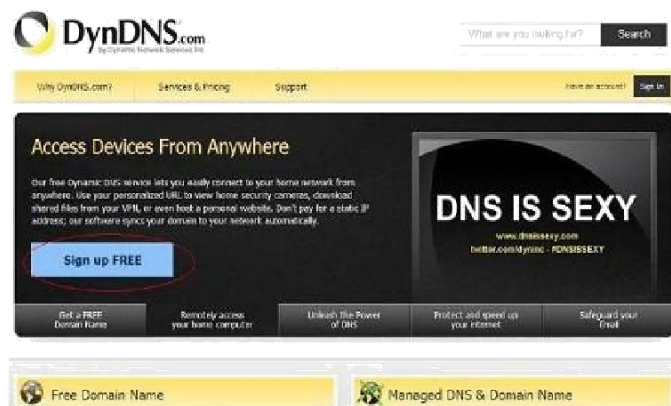 DynDNS.com
by Dynamic Network Services Inc.
What are you looking for?
Search
Why DynDNS.com?
Services & Pricing
Support
Have an account?
Sign In
Access Devices From Anywhere
Our free Dynamic DNS service lets you easily connect to your home network from
anywhere. Use your personalized URL to view home security cameras, download
shared files from your VPN, or even host a personal website. Don't pay for a static IP
address; our software syncs your domain to your network automatically.
Sign up FREE
DNS IS SEXY
www.dnsissexy.com
twitter.com/dyninc - #DNSISSEXY
Get a FREE
Domain Name
Remotely access
your home computer
Unleash the Power
of DNS
Protect and speed up
your internet
Safeguard your
Email
Free Domain Name
Managed DNS & Domain Name